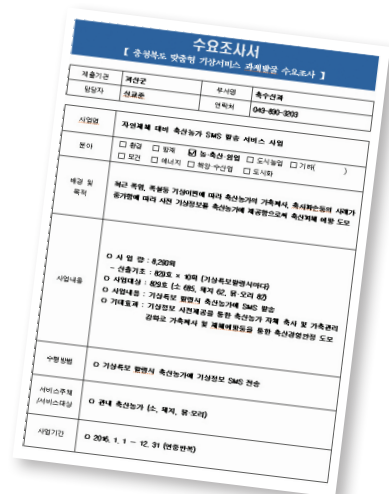 수요조사서
【 충청북도 맞춤형 기상서비스 과제발굴 수요조사 】
제출기관 괴산군 부서명 축수산과
담당자 신교준 연락처 043-830-3203
사업명 자연재해 대비 축산농가 SMS 발송 서비스 사업
분야 □ 환경 □ 방재 ☑ 농·축산·원업 □ 도시농업 □ 기타( )
□ 보건 □ 에너지 □ 해양·수산업 □ 도시화
배경 및 목적
최근 폭염, 폭설등 기상이변에 따라 축산농가의 가축폐사, 축사파손등의 사례가
증가함에 따라 사전 기상정보를 축산농가에 제공함으로써 축산재해 예방 도모
사업내용
O 사 업 량 : 8,290회
- 산출기초 : 829호 × 10회 (기상특보발령시마다)
O 사업대상 : 829호 (소 685, 돼지 62, 닭·오리 82)
O 사업내용 : 기상특보 발령시 축산농가에 SMS 발송
O 기대효과 : 기상정보 사전제공을 통한 축산농가 자체 축사 및 가축관리
강화로 가축폐사 및 재해예방등을 통한 축산경영안정 도모
수행방법 O 기상특보 발령시 축산농가에 기상정보 SMS 전송
서비스주체
/서비스대상 O 관내 축산농가 (소, 돼지, 닭·오리)
사업기간 O 2016. 1. 1 ~ 12. 31 (연중반복)